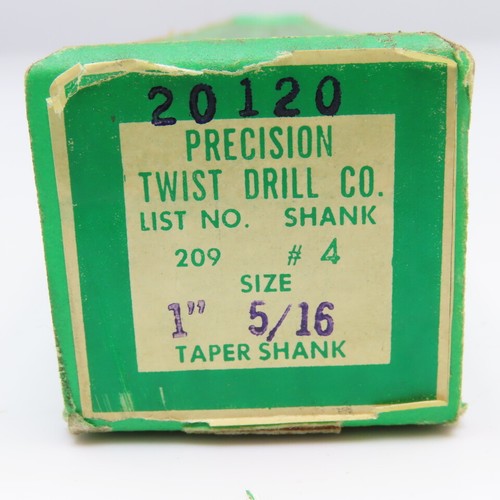 20120
PRECISION
TWIST DRILL CO.
LIST NO. SHANK
209 # 4
SIZE
1" 5/16
TAPER SHANK